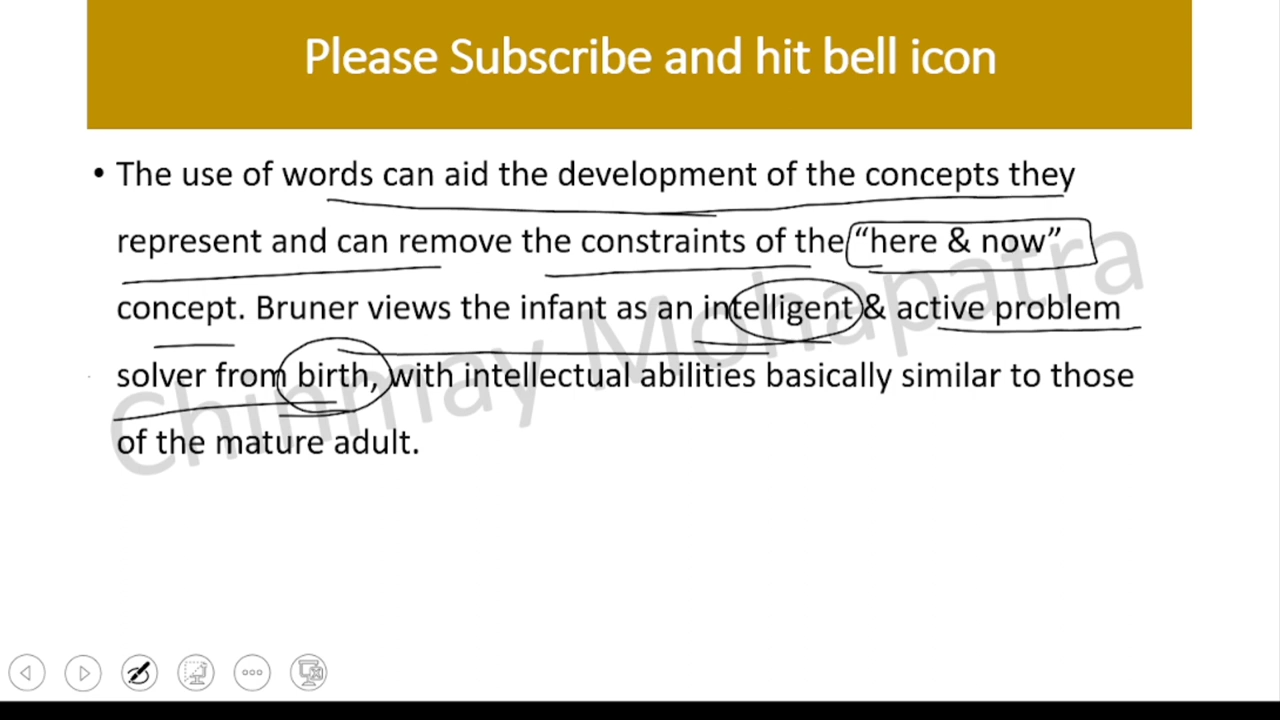 Please Subscribe and hit bell icon
• The use of words can aid the development of the concepts they
represent and can remove the constraints of the “here & now”
concept. Bruner views the infant as an intelligent & active problem
solver from birth, with intellectual abilities basically similar to those
of the mature adult.
Chinmay Mohapatra